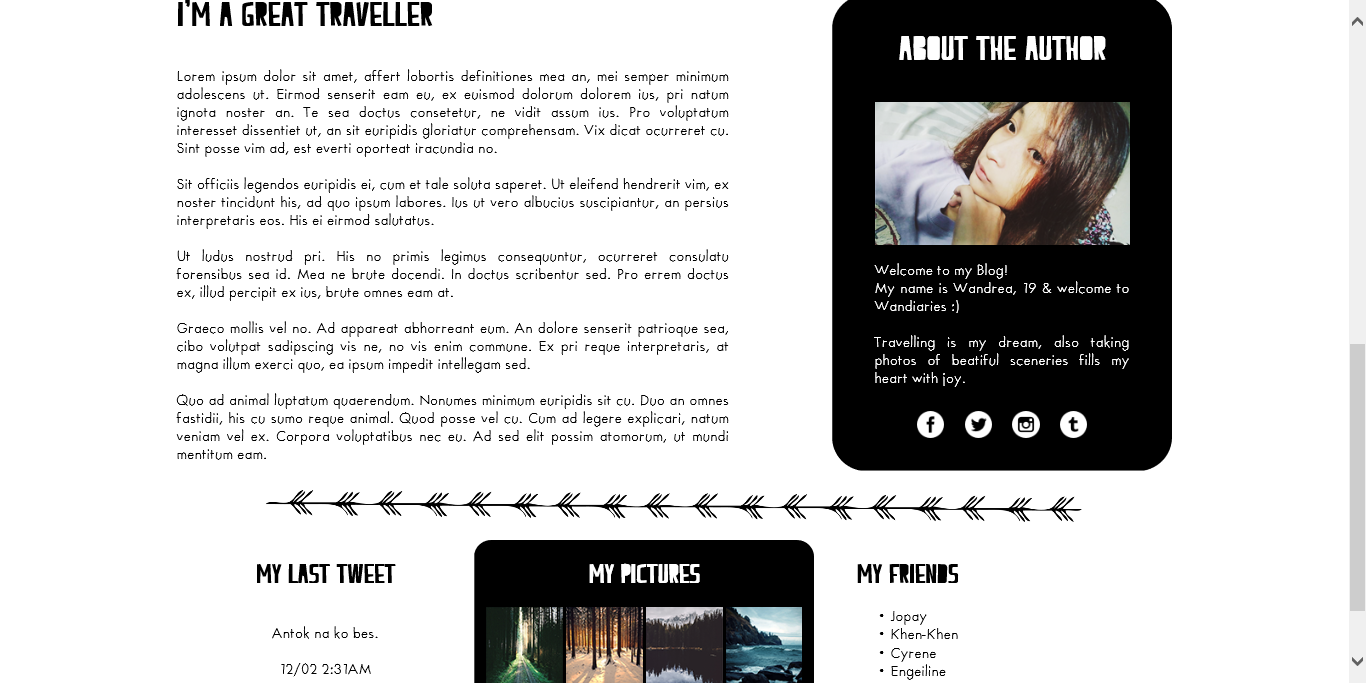 I'M A GREAT TRAVELLER
Lorem ipsum dolor sit amet, affert lobortis definitiones mea an, mei semper minimum
adolescens ut. Eirmod senserit eam eu, ex euismod dolorum dolorem ius, pri natum
ignota noster an. Te sea doctus consetetur, ne vidit assum ius. Pro voluptatum
interesset dissentiet ut, an sit euripidis gloriatur comprehensam. Vix dicat ocurreret cu.
Sint posse vim ad, est everti oporteat iracundia no.
Sit officiis legendos euripidis ei, cum et tale soluta saperet. Ut eleifend hendrerit vim, ex
noster tincidunt his, ad quo ipsum labores. Ius ut vero albucius suscipiantur, an persius
interpretaris eos. His ei eirmod salutatus.
Ut ludus nostrud pri. His no primis legimus consequuntur, ocurreret consulatu
forensibus sea id. Mea ne brute docendi. In doctus scribentur sed. Pro errem doctus
ex, illud percipit ex ius, brute omnes eam at.
Graeco mollis vel no. Ad appareat abhorreant eum. An dolore senserit patrioque sea,
cibo volutpat sadipscing vis ne, no vis enim commune. Ex pri reque interpretaris, at
magna illum exerci quo, ea ipsum impedit intellegam sed.
Quo ad animal luptatum quaerendum. Nonumes minimum euripidis sit cu. Duo an omnes
fastidii, his cu sumo reque animal. Quod posse vel cu. Cum ad legere explicari, natum
veniam vel ex. Corpora voluptatibus nec eu. Ad sed elit possim atomorum, ut mundi
mentitum eam.
ABOUT THE AUTHOR
Welcome to my Blog!
My name is Wandrea, 19 & welcome to
Wandiaries :)
Travelling is my dream, also taking
photos of beatiful sceneries fills my
heart with joy.
MY LAST TWEET
Antok na ko bes.
12/02 2:31AM
MY PICTURES
MY FRIENDS
• Jopay
• Khen-Khen
• Cyrene
• Engeiline